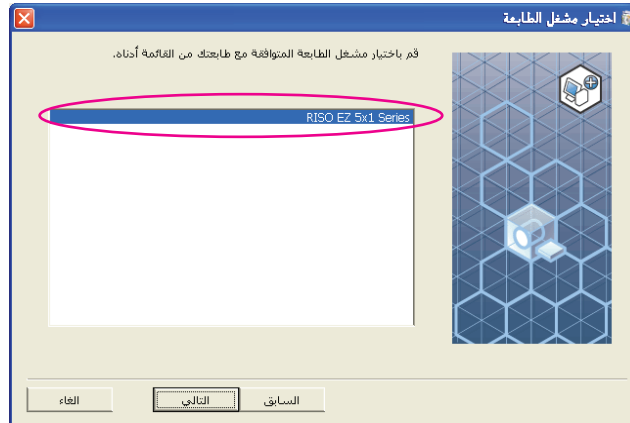 اختيار مشغل الطابعة
قم باختيار مشغل الطابعة المتوافقة مع طابعتك من القائمة أدناه.
RISO EZ 5x1 Series
السابق
التالي
الغاء